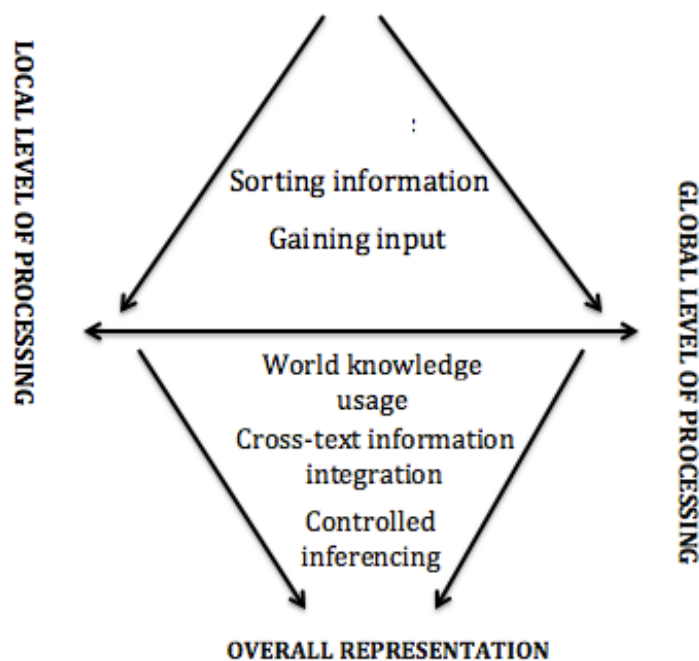 LOCAL LEVEL OF PROCESSING
:
Sorting information
Gaining input
GLOBAL LEVEL OF PROCESSING
World knowledge
usage
Cross-text information
integration
Controlled
inferencing
OVERALL REPRESENTATION